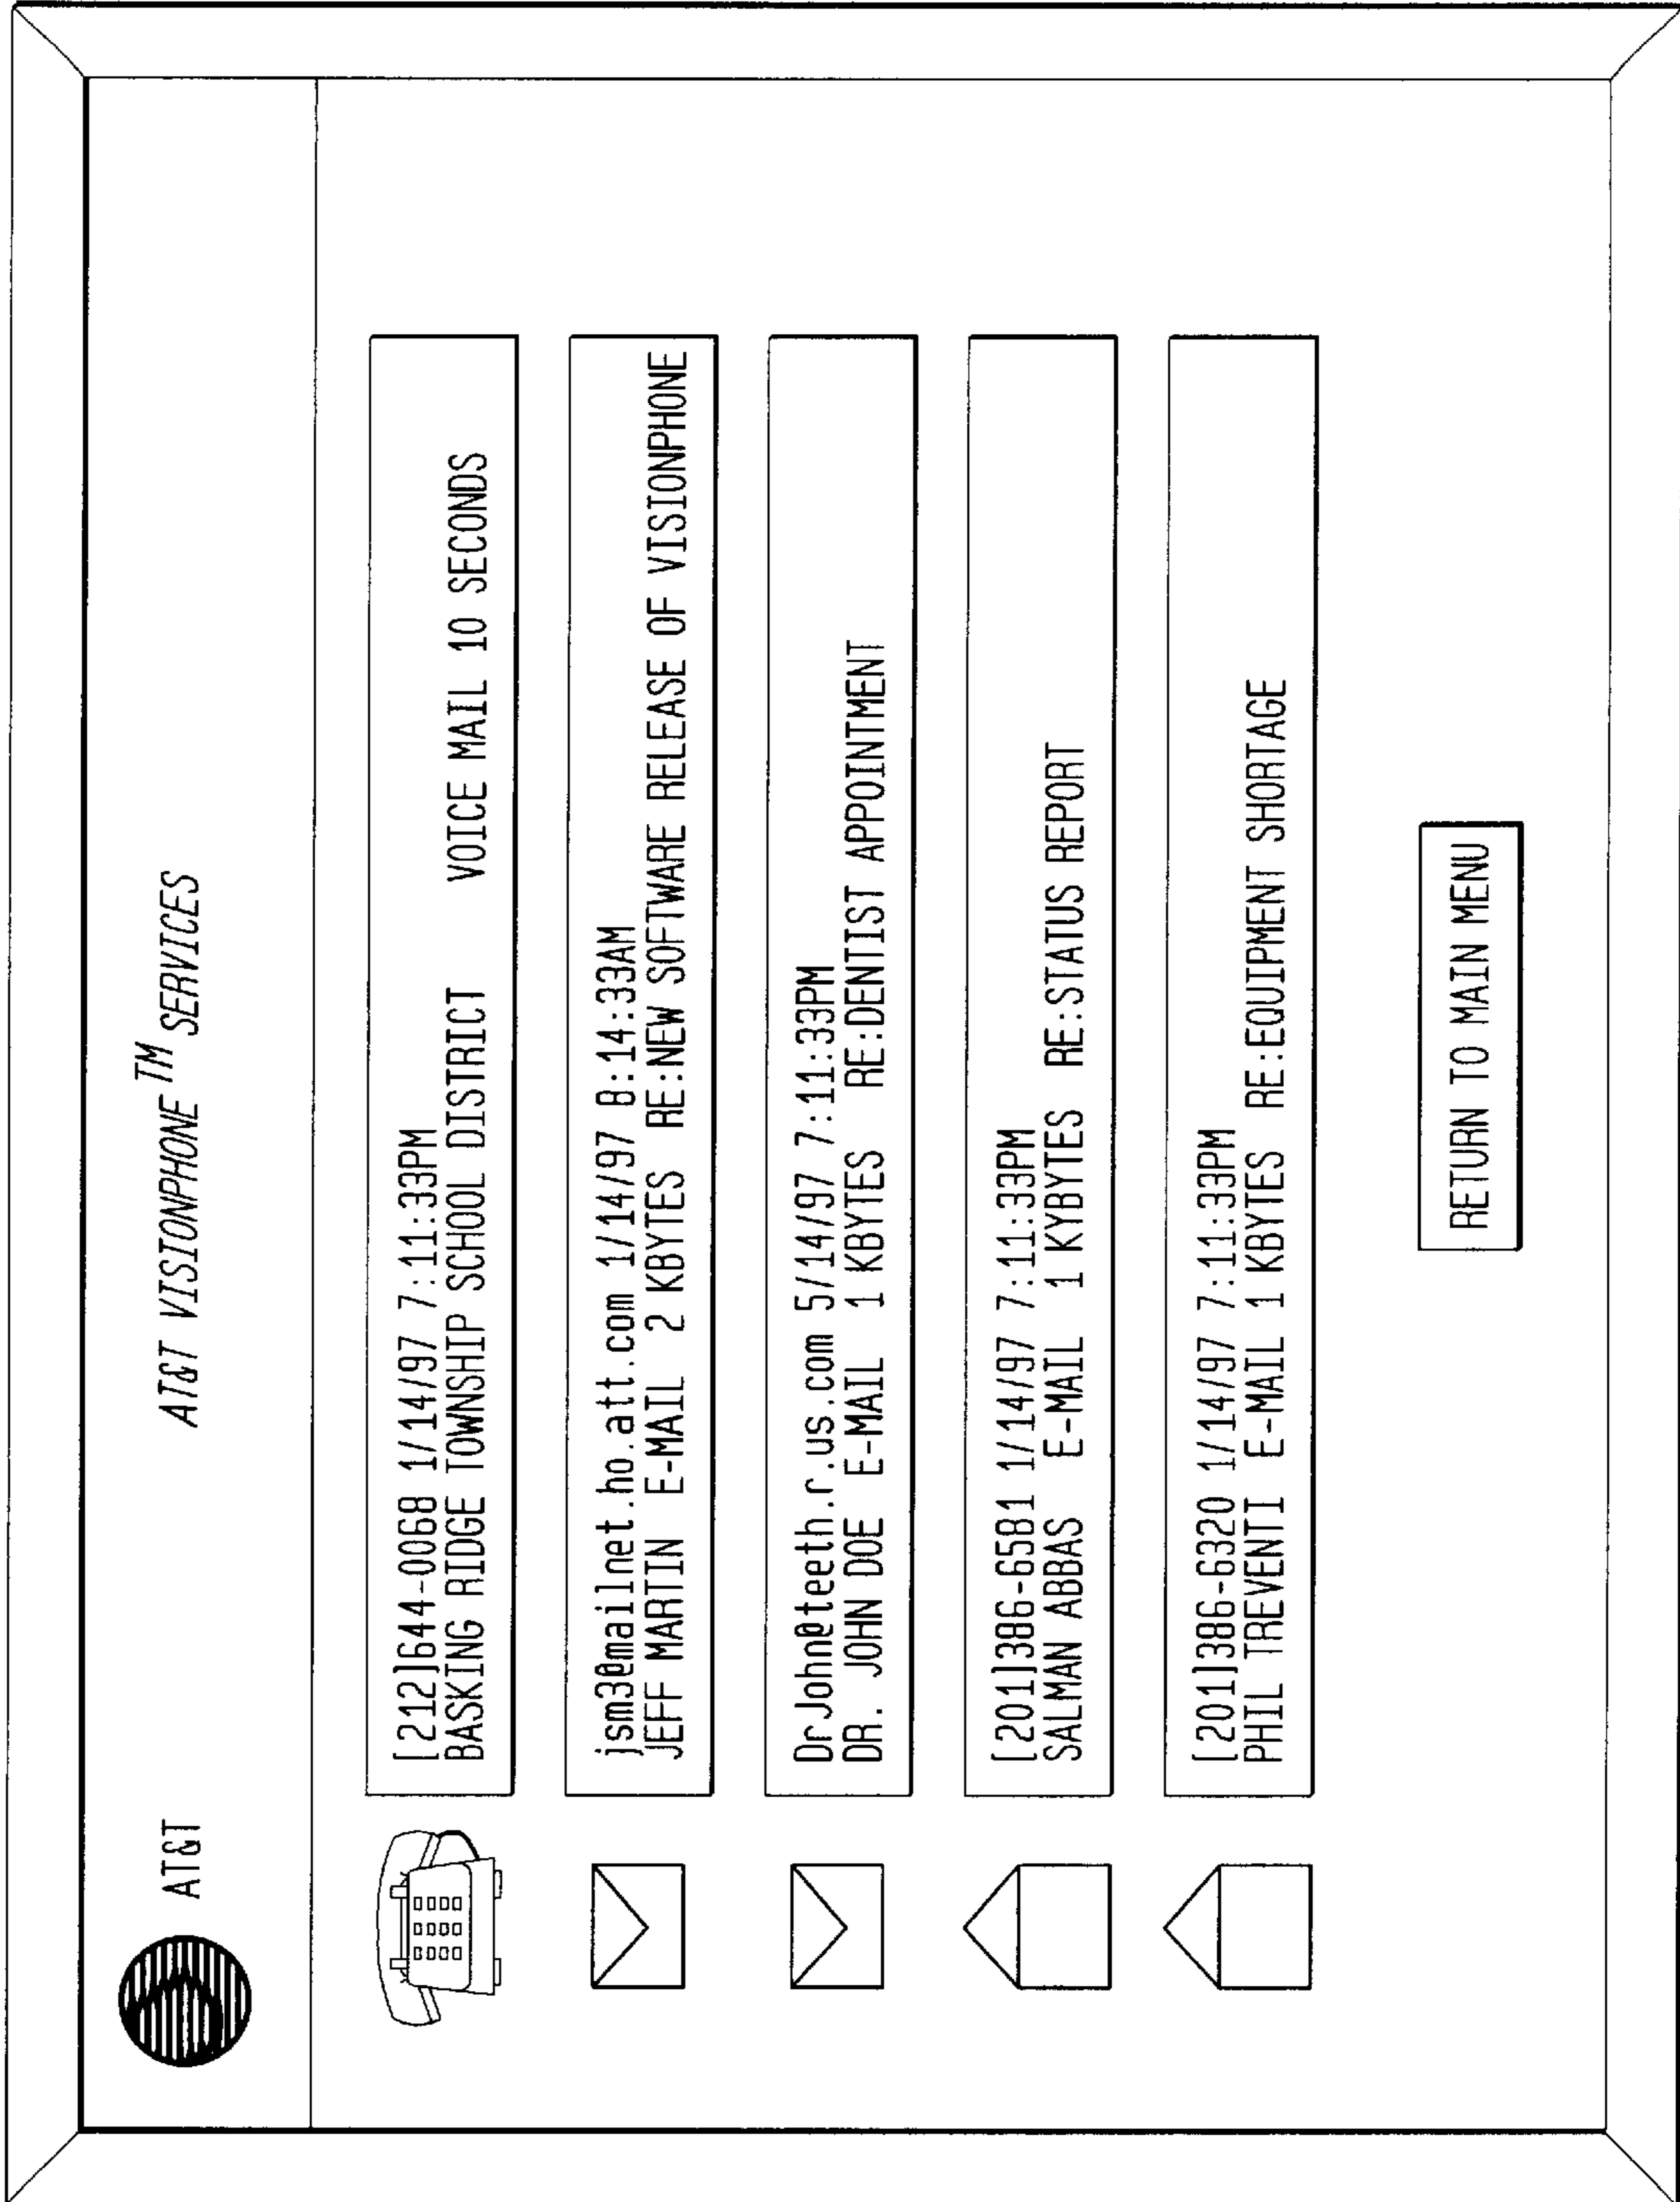 AT&T
AT&T VISIONPHONE TM SERVICES
[212]644-0068 1/14/97 7:11:33PM
BASKING RIDGE TOWNSHIP SCHOOL DISTRICT VOICE MAIL 10 SECONDS
jsm3@mailnet.ho.att.com 1/14/97 8:14:33AM
JEFF MARTIN E-MAIL 2 KBYTES RE:NEW SOFTWARE RELEASE OF VISIONPHONE
DrJohn@teeth.r.us.com 5/14/97 7:11:33PM
DR. JOHN DOE E-MAIL 1 KBYTES RE:DENTIST APPOINTMENT
[201]386-6581 1/14/97 7:11:33PM
SALMAN ABBAS E-MAIL 1 KYBYTES RE:STATUS REPORT
[201]386-6320 1/14/97 7:11:33PM
PHIL TREVENTI E-MAIL 1 KBYTES RE:EQUIPMENT SHORTAGE
RETURN TO MAIN MENU